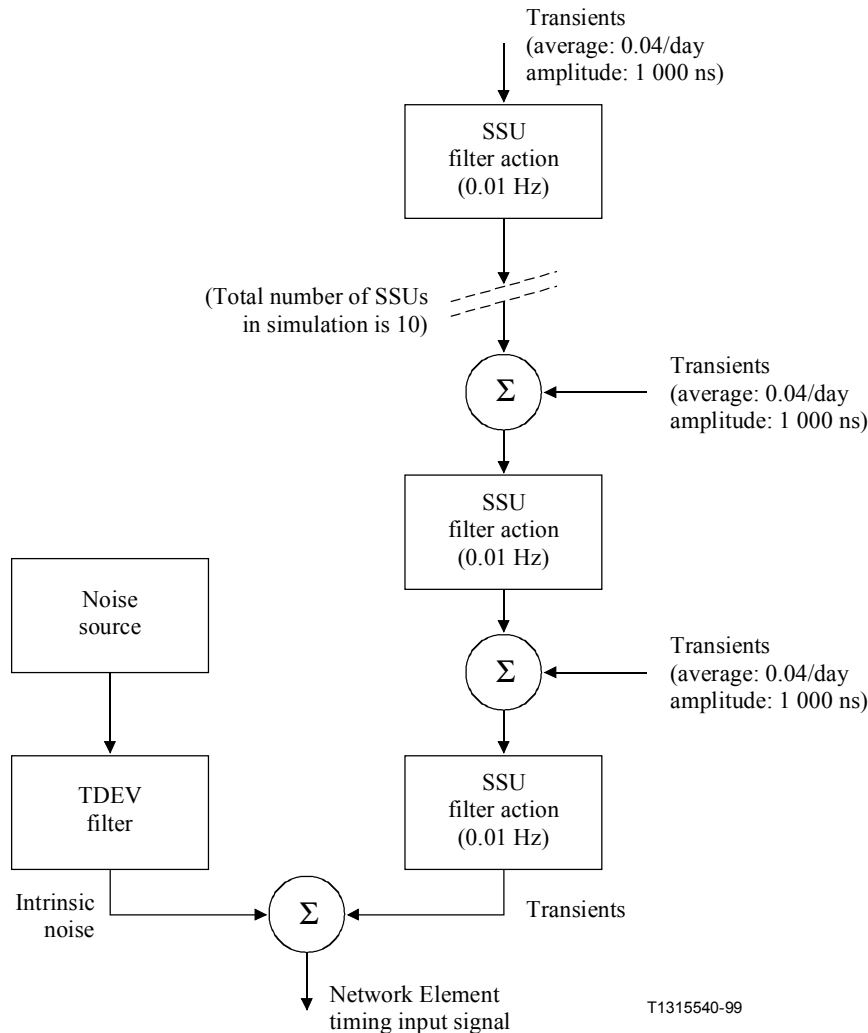 Transients
(average: 0.04/day
amplitude: 1 000 ns)
SSU
filter action
(0.01 Hz)
(Total number of SSUs
in simulation is 10)
Σ
Transients
(average: 0.04/day
amplitude: 1 000 ns)
SSU
filter action
(0.01 Hz)
Noise
source
Σ
Transients
(average: 0.04/day
amplitude: 1 000 ns)
TDEV
filter
SSU
filter action
(0.01 Hz)
Intrinsic
noise
Σ
Transients
Network Element
timing input signal
T1315540-99